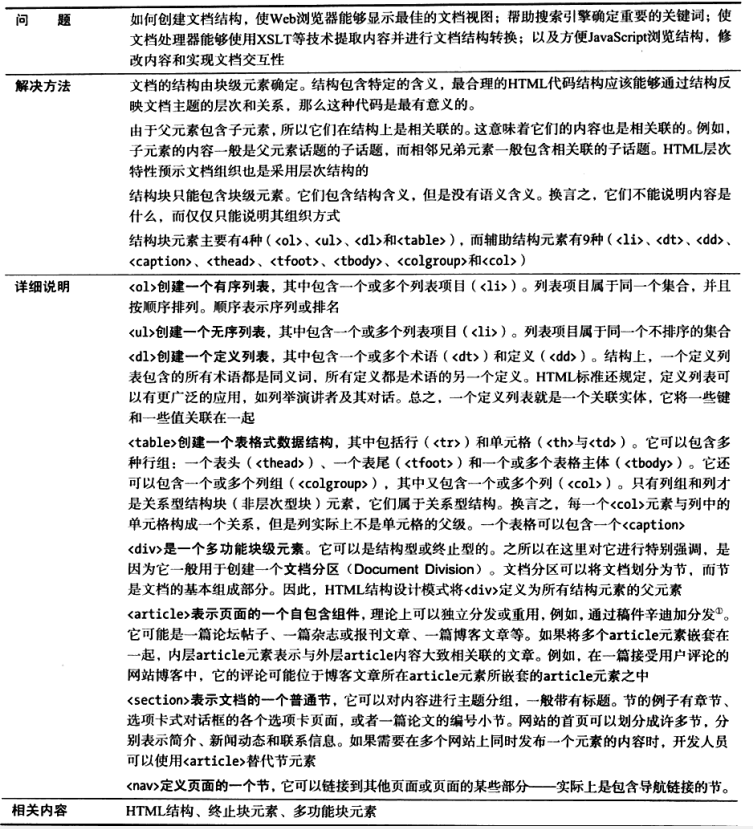 问 题 如何创建文档结构，使Web浏览器能够显示最佳的文档视图；帮助搜索引擎确定重要的关键词；使
文档处理器能够使用XSLT等技术提取内容并进行文档结构转换；以及方便JavaScript浏览结构，修
改内容和实现文档交互性
解决方法 文档的结构由块级元素确定。结构包含特定的含义，最合理的HTML代码结构应该能够通过结构反
映文档主题的层次和关系，那么这种代码是最有意义的。
由于父元素包含子元素，所以它们在结构上是相关联的。这意味着它们的内容也是相关联的。例如，
子元素的内容一般是父元素话题的子话题，而相邻兄弟元素一般包含相关联的子话题。HTML层次
特性预示文档组织也是采用层次结构的
结构块只能包含块级元素。它们包含结构含义，但是没有语义含义。换言之，它们不能说明内容是
什么，而仅仅只能说明其组织方式
结构块元素主要有4种（<ol>、<ul>、<dl>和<table>），而辅助结构元素有9种（<li>、<dt>、<dd>、
<caption>、<thead>、<tfoot>、<tbody>、<colgroup>和<col>）
详细说明 <ol>创建一个有序列表，其中包含一个或多个列表项目（<li>）。列表项目属于同一个集合，并且
按顺序排列。顺序表示序列或排名
<ul>创建一个无序列表，其中包含一个或多个列表项目（<li>）。列表项目属于同一个不排序的集合
<dl>创建一个定义列表，其中包含一个或多个术语（<dt>）和定义（<dd>）。结构上，一个定义列
表包含的所有术语都是同义词，所有定义都是术语的另一个定义。HTML标准还规定，定义列表可
以有更广泛的应用，如列举演讲者及其对话。总之，一个定义列表就是一个关联实体，它将一些键
和一些值关联在一起
<table>创建一个表格式数据结构，其中包括行（<tr>）和单元格（<th>与<td>）。它可以包含多
种行组：一个表头（<thead>）、一个表尾（<tfoot>）和一个或多个表格主体（<tbody>）。它还
可以包含一个或多个列组（<colgroup>），其中又包含一个或多个列（<col>）。只有列组和列才
是关系型结构块（非层次型块）元素，它们属于关系型结构。换言之，每一个<col>元素与列中的
单元格构成一个关系，但是列实际上不是单元格的父级。一个表格可以包含一个<caption>
<div>是一个多功能块级元素。它可以是结构型或终止型的。之所以在这里对它进行特别强调，是
因为它一般用于创建一个文档分区（Document Division）。文档分区可以将文档划分为节，而节
是文档的基本组成部分。因此，HTML结构设计模式将<div>定义为所有结构元素的父元素
<article>表示页面的一个自包含组件，理论上可以独立分发或重用，例如，通过稿件辛迪加分发①。
它可能是一篇论坛帖子、一篇杂志或报刊文章、一篇博客文章等。如果将多个article元素嵌套在
一起，内层article元素表示与外层article内容大致相关联的文章。例如，在一篇接受用户评论的
网站博客中，它的评论可能位于博客文章所在article元素所嵌套的article元素之中
<section>表示文档的一个普通节，它可以对内容进行主题分组，一般带有标题。节的例子有章节、
选项卡式对话框的各个选项卡页面，或者一篇论文的编号小节。网站的首页可以划分成许多节，分
别表示简介、新闻动态和联系信息。如果需要在多个网站上同时发布一个元素的内容时，开发人员
可以使用<article>替代节元素
<nav>定义页面的一个节，它可以链接到其他页面或页面的某些部分——实际上是包含导航链接的节。
相关内容 HTML结构、终止块元素、多功能块元素